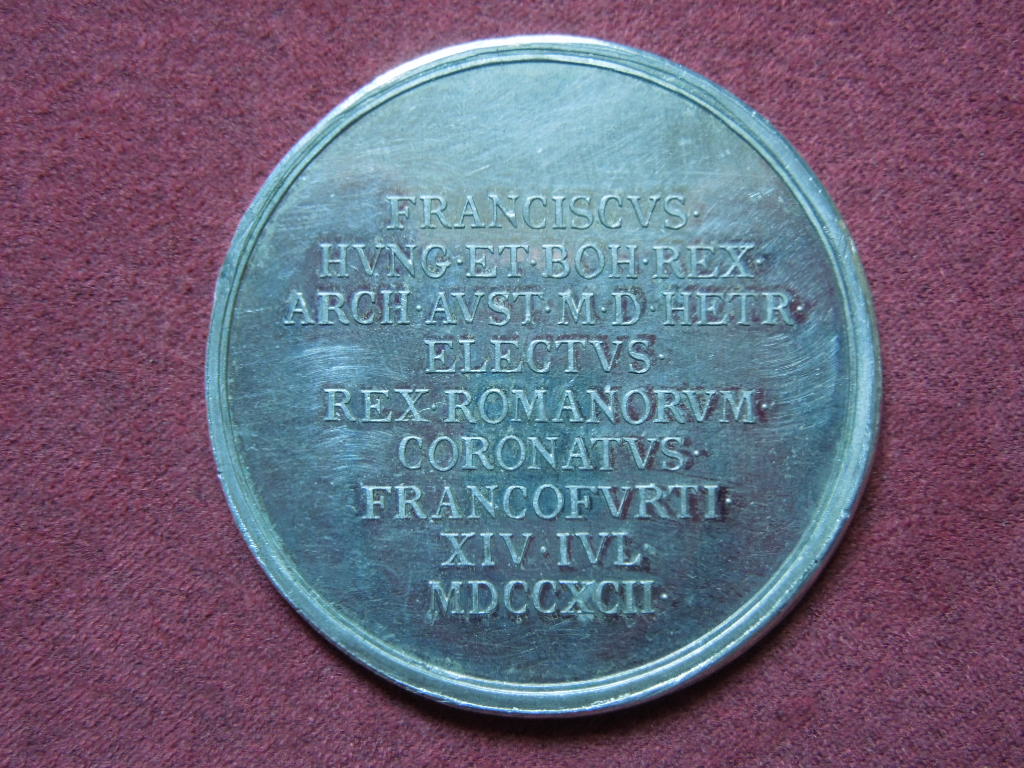 FRANCISCVS·
HVNG·ET·BOH·REX·
ARCH·AVST·M·D·HETR·
ELECTVS·
REX·ROMANORVM·
CORONATVS·
FRANCOFVRTI·
XIV·IVL·
MDCCXCII·